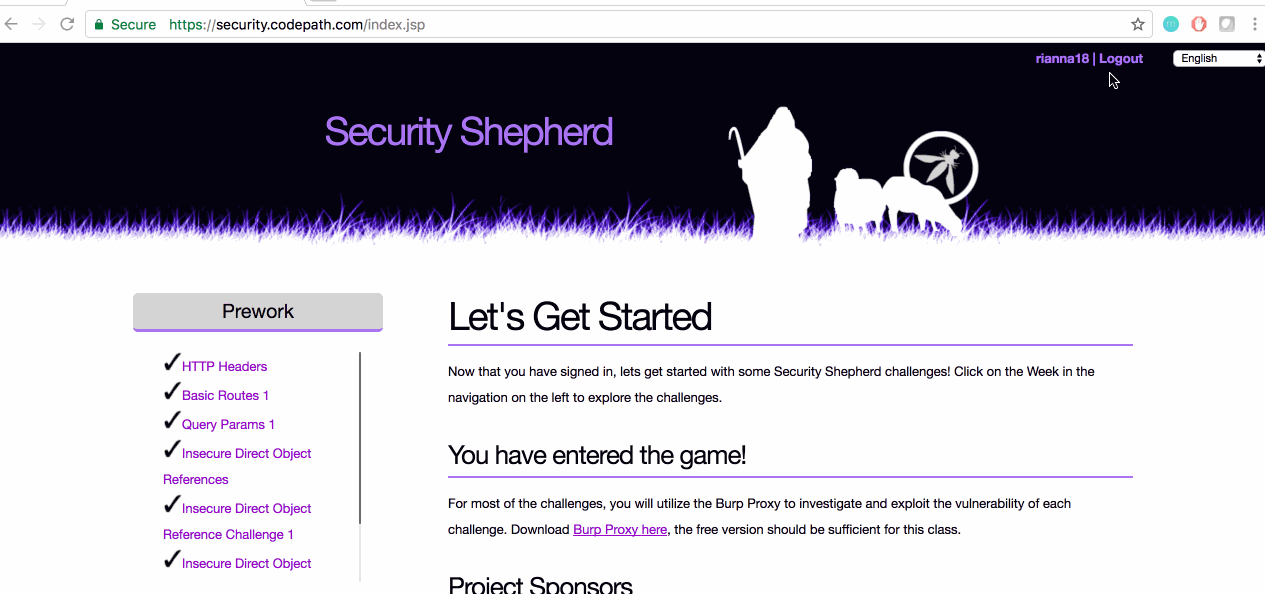 Secure https://security.codepath.com/index.jsp
rianna18 | Logout English
Security Shepherd
Prework
HTTP Headers
Basic Routes 1
Query Params 1
Insecure Direct Object
References
Insecure Direct Object
Reference Challenge 1
Insecure Direct Object
Let's Get Started
Now that you have signed in, lets get started with some Security Shepherd challenges! Click on the Week in the
navigation on the left to explore the challenges.
You have entered the game!
For most of the challenges, you will utilize the Burp Proxy to investigate and exploit the vulnerability of each
challenge. Download Burp Proxy here, the free version should be sufficient for this class.
Project Sponsors